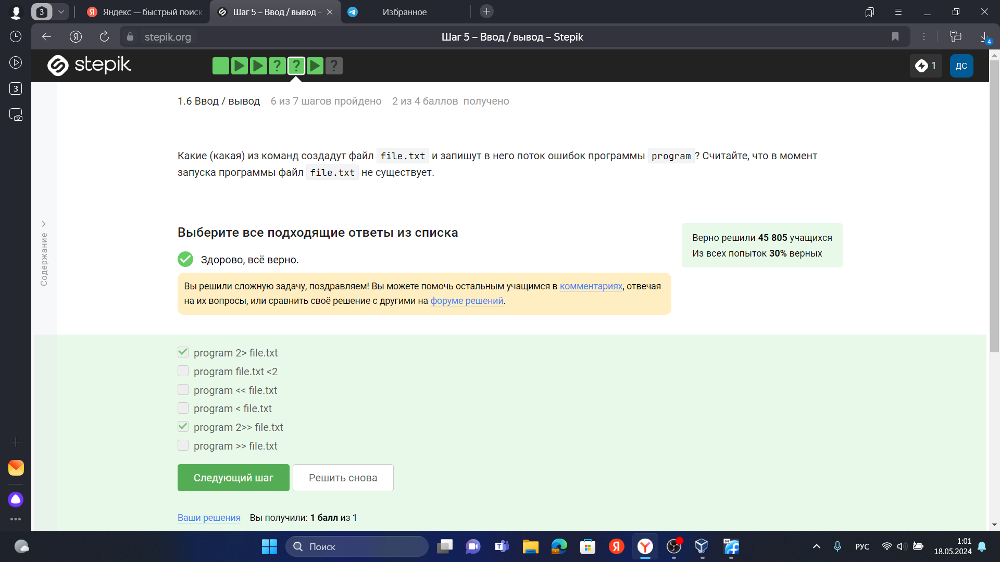 3
Яндекс — быстрый поиск
Шаг 5 – Ввод / вывод –
Избранное
stepik.org
Шаг 5 – Ввод / вывод – Stepik
4
3
stepik
? ? ?
1
ДС
1.6 Ввод / вывод 6 из 7 шагов пройдено 2 из 4 баллов получено
Содержание
Какие (какая) из команд создадут файл file.txt и запишут в него поток ошибок программы program? Считайте, что в момент
запуска программы файл file.txt не существует.
Выберите все подходящие ответы из списка
Здорово, всё верно.
Верно решили 45 805 учащихся
Из всех попыток 30% верных
Вы решили сложную задачу, поздравляем! Вы можете помочь остальным учащимся в комментариях, отвечая
на их вопросы, или сравнить своё решение с другими на форуме решений.
program 2> file.txt
program file.txt <2
program << file.txt
program < file.txt
program 2>> file.txt
program >> file.txt
Следующий шаг
Решить снова
Ваши решения Вы получили: 1 балл из 1
Поиск
64
РУС
1:01
18.05.2024